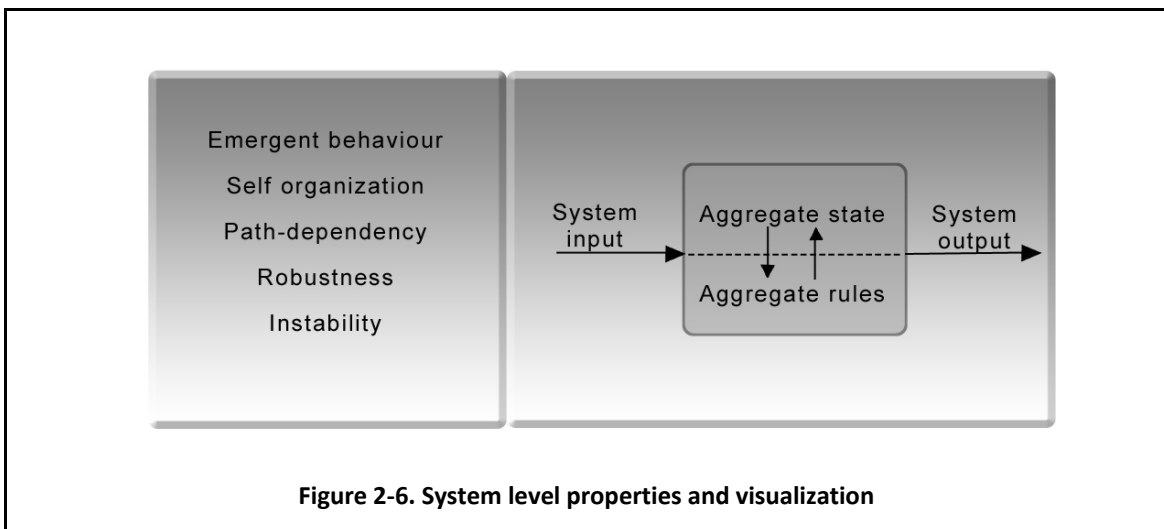 Emergent behaviour
Self organization
Path-dependency
Robustness
Instability
System
input
Aggregate state
Aggregate rules
System
output
Figure 2-6. System level properties and visualization